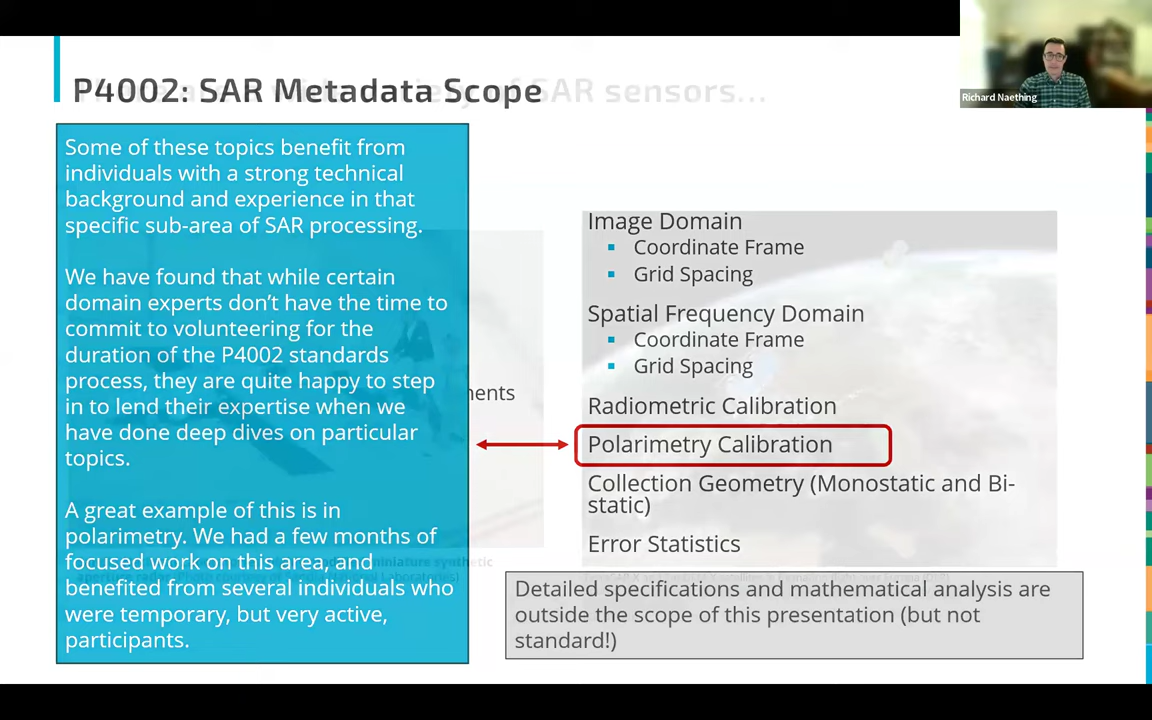 P4002: SAR Metadata Scope
SAR sensors...
Richard Naething
Some of these topics benefit from
individuals with a strong technical
background and experience in that
specific sub-area of SAR processing.
We have found that while certain
domain experts don't have the time to
commit to volunteering for the
duration of the P4002 standards
process, they are quite happy to step
in to lend their expertise when we
have done deep dives on particular
topics.
A great example of this is in
polarimetry. We had a few months of
focused work on this area, and
benefited from several individuals who
were temporary, but very active,
participants.
nents
miniature synthetic
Image Domain
Coordinate Frame
Grid Spacing
Spatial Frequency Domain
Coordinate Frame
Grid Spacing
Radiometric Calibration
Polarimetry Calibration
Collection Geometry (Monostatic and Bi-
static)
Error Statistics
Detailed specifications and mathematical analysis are
outside the scope of this presentation (but not
standard!)